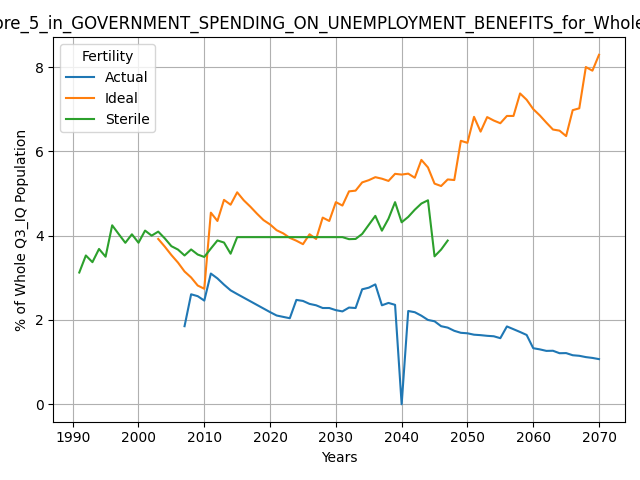 ore_5_in_GOVERNMENT_SPENDING_ON_UNEMPLOYMENT_BENEFITS_for_Whole
Fertility
Actual
Ideal
Sterile
% of Whole Q3_IQ Population
8
6
4
2
0
1990 2000 2010 2020 2030 2040 2050 2060 2070
Years